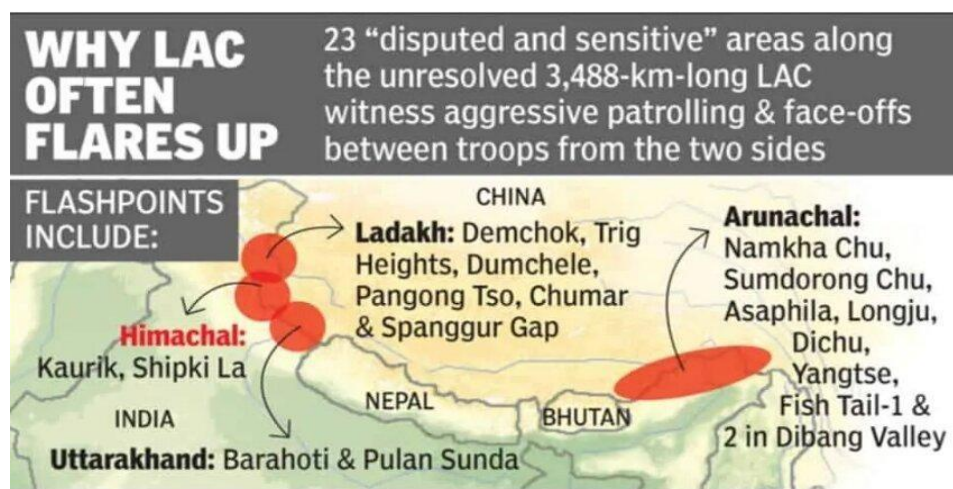 WHY LAC
OFTEN
FLARES UP
23 “disputed and sensitive” areas along
the unresolved 3,488-km-long LAC
witness aggressive patrolling & face-offs
between troops from the two sides
FLASHPOINTS
INCLUDE:
CHINA
Ladakh: Demchok, Trig
Heights, Dumchele,
Pangong Tso, Chumar
& Spanggur Gap
Arunachal:
Namkha Chu,
Sumdorong Chu,
Asaphila, Longju,
Dichu,
Yangtse,
Fish Tail-1 &
2 in Dibang Valley
Himachal:
Kaurik, Shipki La
NEPAL
BHUTAN
INDIA
Uttarakhand: Barahoti & Pulan Sunda